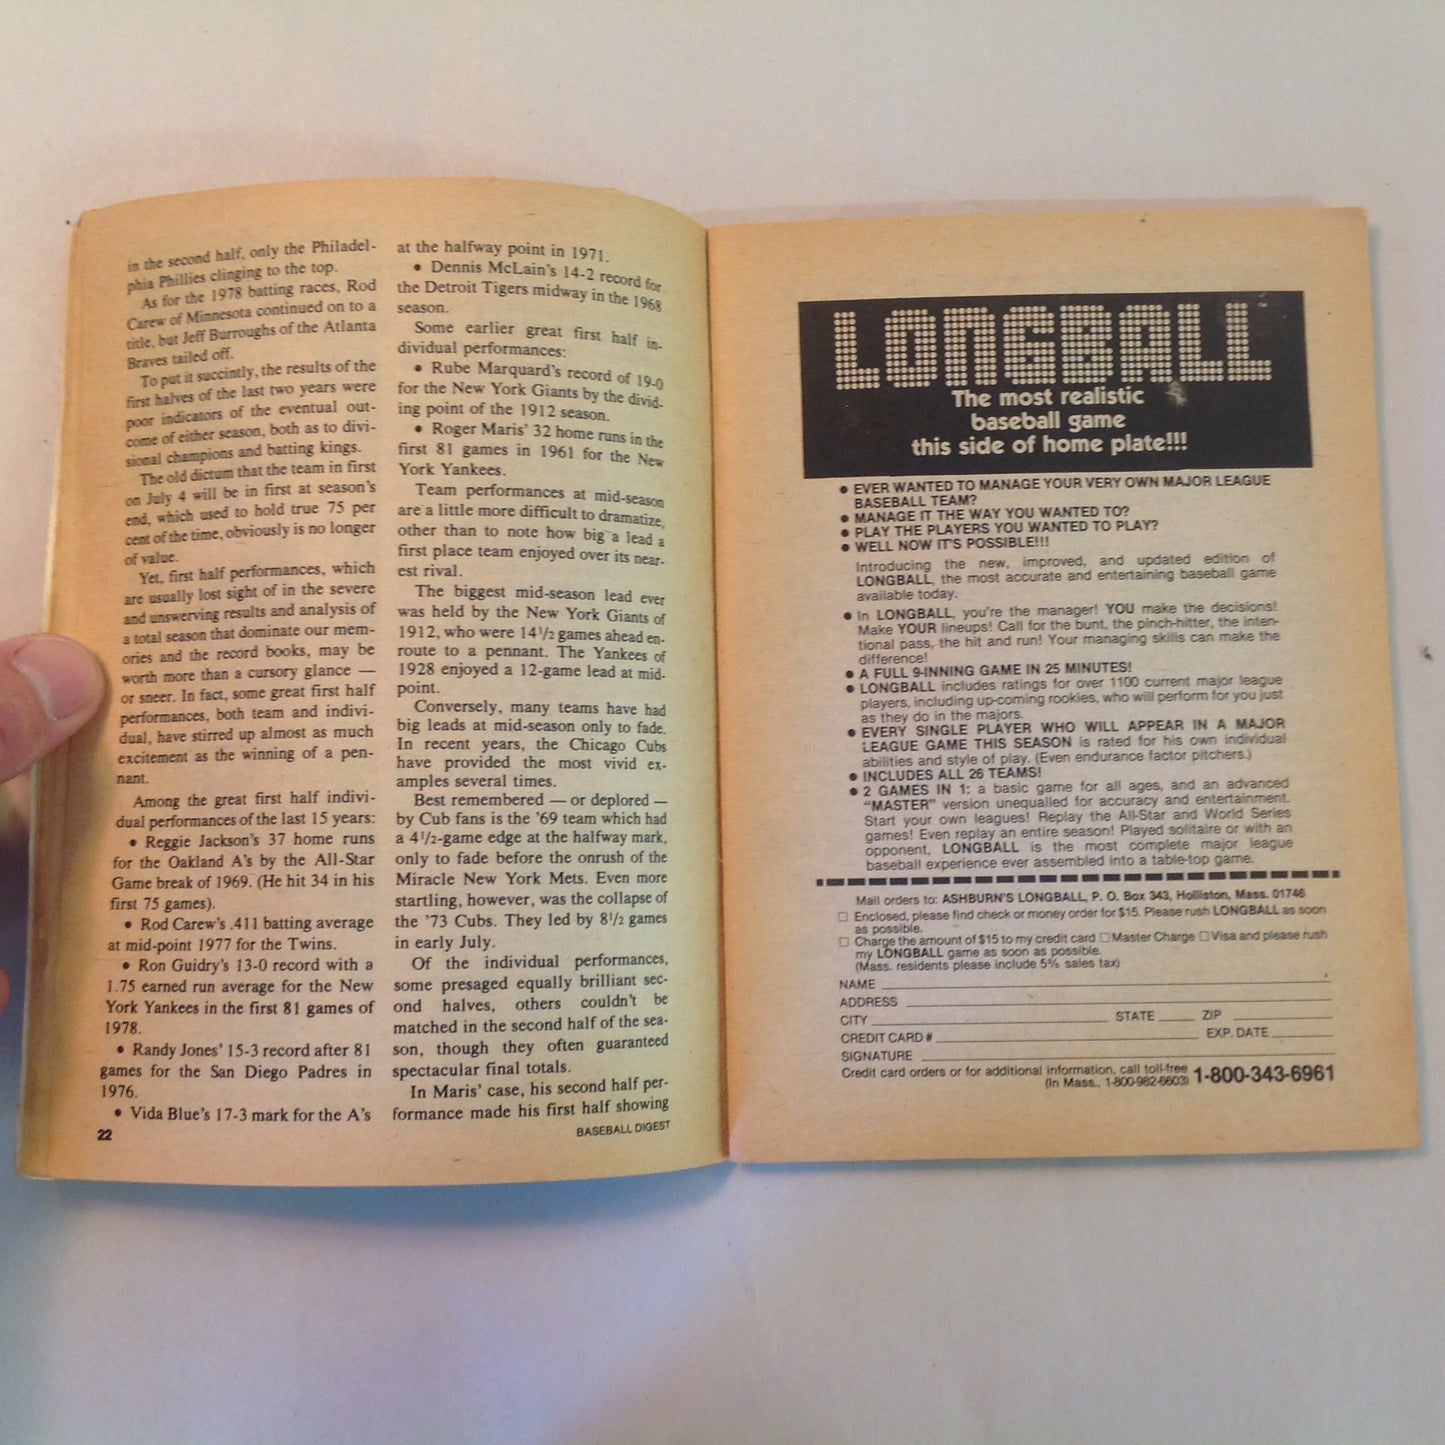 in the second half, only the Philadel-
phia Phillies clinging to the top.
As for the 1978 batting races, Rod
Carew of Minnesota continued on to a
title, but Jeff Burroughs of the Atlanta
Braves tailed off.
To put it succintly, the results of the
first halves of the last two years were
poor indicators of the eventual out-
come of either season, both as to divi-
sional champions and batting kings.
The old dictum that the team in first
on July 4 will be in first at season's
end, which used to hold true 75 per
cent of the time, obviously is no longer
of value.
Yet, first half performances, which
are usually lost sight of in the severe
and unswerving results and analysis of
a total season that dominate our mem-
ories and the record books, may be
worth more than a cursory glance —
or sneer. In fact, some great first half
performances, both team and indivi-
dual, have stirred up almost as much
excitement as the winning of a pen-
nant.
Among the great first half indivi-
dual performances of the last 15 years:
• Reggie Jackson's 37 home runs
for the Oakland A's by the All-Star
Game break of 1969. (He hit 34 in his
first 75 games).
• Rod Carew's .411 batting average
at mid-point 1977 for the Twins.
• Ron Guidry's 13-0 record with a
1.75 earned run average for the New
York Yankees in the first 81 games of
1978.
• Randy Jones' 15-3 record after 81
games for the San Diego Padres in
1976.
• Vida Blue's 17-3 mark for the A's
22
at the halfway point in 1971.
• Dennis McLain's 14-2 record for
the Detroit Tigers midway in the 1968
season.
Some earlier great first half in-
dividual performances:
• Rube Marquard's record of 19-0
for the New York Giants by the divid-
ing point of the 1912 season.
• Roger Maris' 32 home runs in the
first 81 games in 1961 for the New
York Yankees.
Team performances at mid-season
are a little more difficult to dramatize,
other than to note how big a lead a
first place team enjoyed over its near-
est rival.
The biggest mid-season lead ever
was held by the New York Giants of
1912, who were 14 1/2 games ahead en-
route to a pennant. The Yankees of
1928 enjoyed a 12-game lead at mid-
point.
Conversely, many teams have had
big leads at mid-season only to fade.
In recent years, the Chicago Cubs
have provided the most vivid ex-
amples several times.
Best remembered — or deplored —
by Cub fans is the '69 team which had
a 4 1/2-game edge at the halfway mark,
only to fade before the onrush of the
Miracle New York Mets. Even more
startling, however, was the collapse of
the '73 Cubs. They led by 8 1/2 games
in early July.
Of the individual performances,
some presaged equally brilliant sec-
ond halves, others couldn't be
matched in the second half of the sea-
son, though they often guaranteed
spectacular final totals.
In Maris' case, his second half per-
formance made his first half showing
BASEBALL DIGEST
LONGBALL
The most realistic
baseball game
this side of home plate!!!
• EVER WANTED TO MANAGE YOUR VERY OWN MAJOR LEAGUE
BASEBALL TEAM?
• MANAGE IT THE WAY YOU WANTED TO?
• PLAY THE PLAYERS YOU WANTED TO PLAY?
• WELL NOW IT'S POSSIBLE!!!
Introducing the new, improved, and updated edition of
LONGBALL, the most accurate and entertaining baseball game
available today.
• In LONGBALL, you're the manager! YOU make the decisions!
Make YOUR lineups! Call for the bunt, the pinch-hitter, the inten-
tional pass, the hit and run! Your managing skills can make the
difference!
• A FULL 9-INNING GAME IN 25 MINUTES!
• LONGBALL includes ratings for over 1100 current major league
players, including up-coming rookies, who will perform for you just
as they do in the majors.
• EVERY SINGLE PLAYER WHO WILL APPEAR IN A MAJOR
LEAGUE GAME THIS SEASON is rated for his own individual
abilities and style of play. (Even endurance factor pitchers.)
• INCLUDES ALL 26 TEAMS!
• 2 GAMES IN 1: a basic game for all ages, and an advanced
"MASTER" version unequalled for accuracy and entertainment.
Start your own leagues! Replay the All-Star and World Series
games! Even replay an entire season! Played solitaire or with an
opponent, LONGBALL is the most complete major league
baseball experience ever assembled into a table-top game.
Mail orders to: ASHBURN'S LONGBALL, P. O. Box 343, Holliston, Mass. 01746
☐ Enclosed, please find check or money order for $15. Please rush LONGBALL as soon
as possible.
☐ Charge the amount of $15 to my credit card ☐ Master Charge ☐ Visa and please rush
my LONGBALL game as soon as possible.
(Mass. residents please include 5% sales tax)
NAME
ADDRESS
CITY STATE ZIP
CREDIT CARD # EXP. DATE
SIGNATURE
Credit card orders or for additional information, call toll-free
(In Mass., 1-800-982-6603) 1-800-343-6961